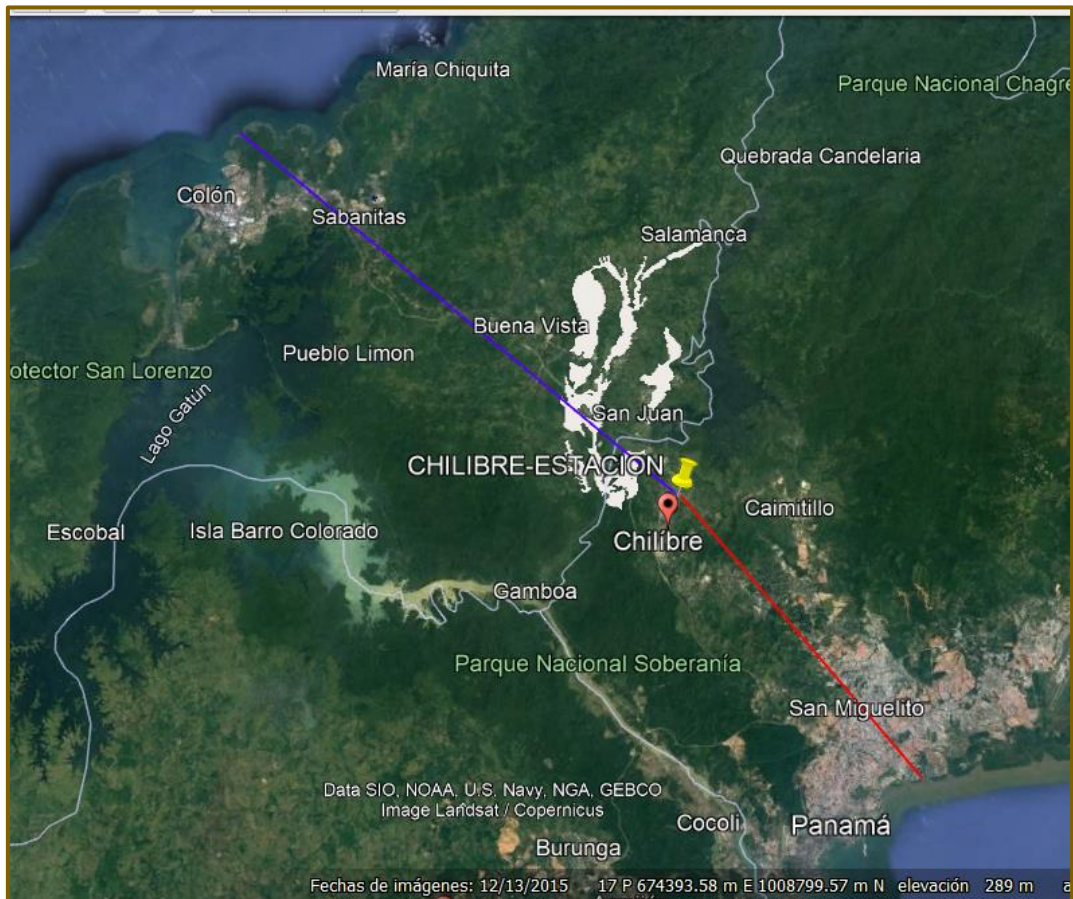 María Chiquita
Parque Nacional Chagre
Quebrada Candelaria
Colón
Sabanitas
Salamanca
Buena Vista
Pueblo Limon
otector San Lorenzo
Lago Gatún
San Juan
CHILIBRE-ESTACION
Caimitillo
Escobal
Isla Barro Colorado
Chilíbre
Gamboa
Parque Nacional Soberanía
San Miguelito
Data SIO, NOAA, U.S. Navy, NGA, GEBCO
Image Landsat / Copernicus
Cocoli
Panamá
Burunga
Fechas de imágenes: 12/13/2015 17 P 674393.58 m E 1008799.57 m N elevación 289 m a